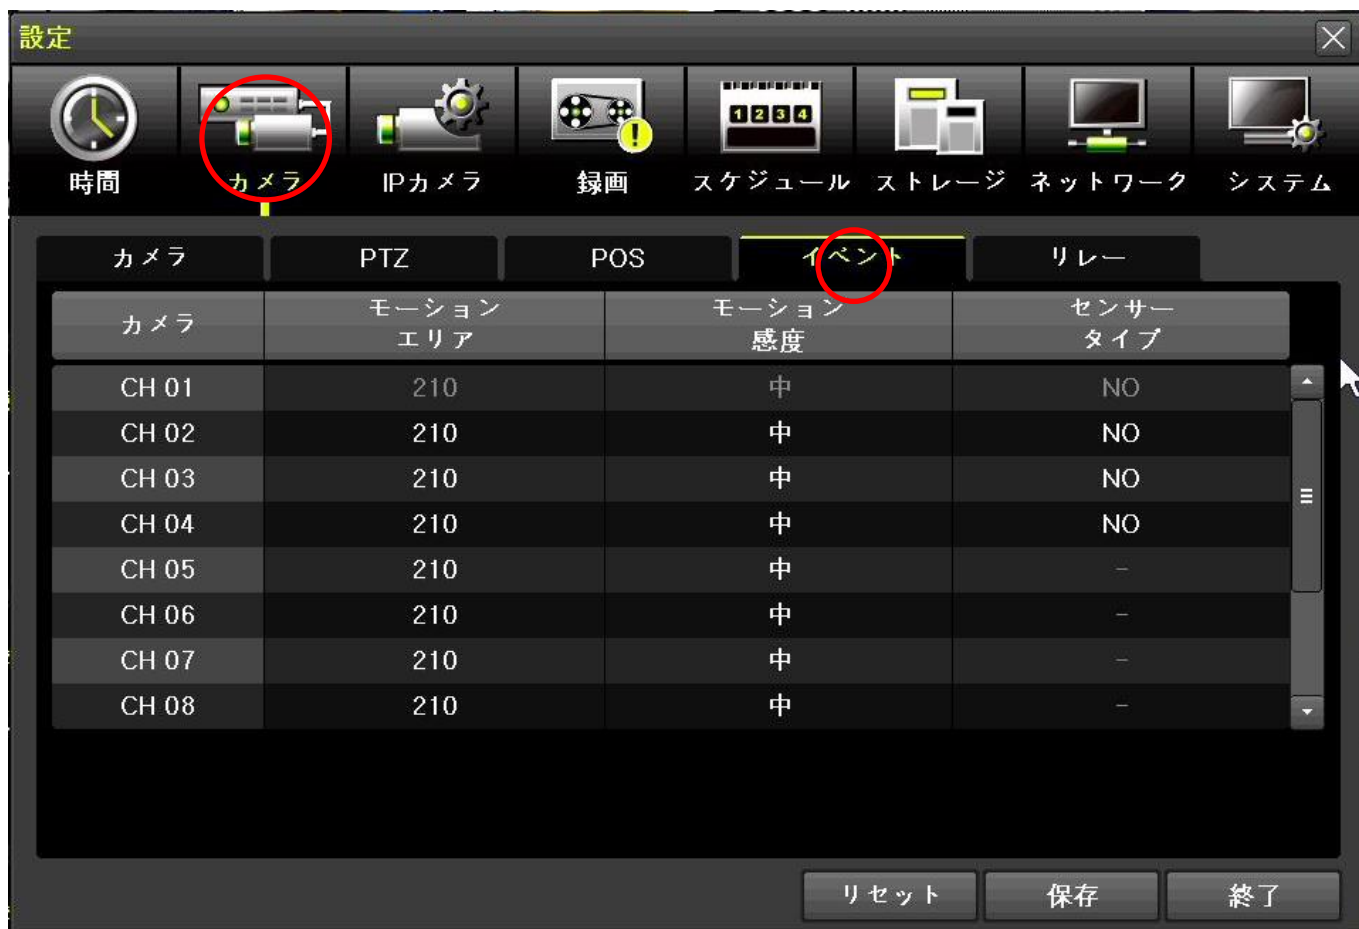 設定
時間 カメラ IPカメラ 録画 スケジュール ストレージ ネットワーク システム
1 2 3 4
カメラ PTZ POS イベント リレー
カメラ モーション エリア モーション 感度 センサー タイプ
CH 01 210 中 NO
CH 02 210 中 NO
CH 03 210 中 NO
CH 04 210 中 NO
CH 05 210 中 -
CH 06 210 中 -
CH 07 210 中 -
CH 08 210 中 -
リセット 保存 終了